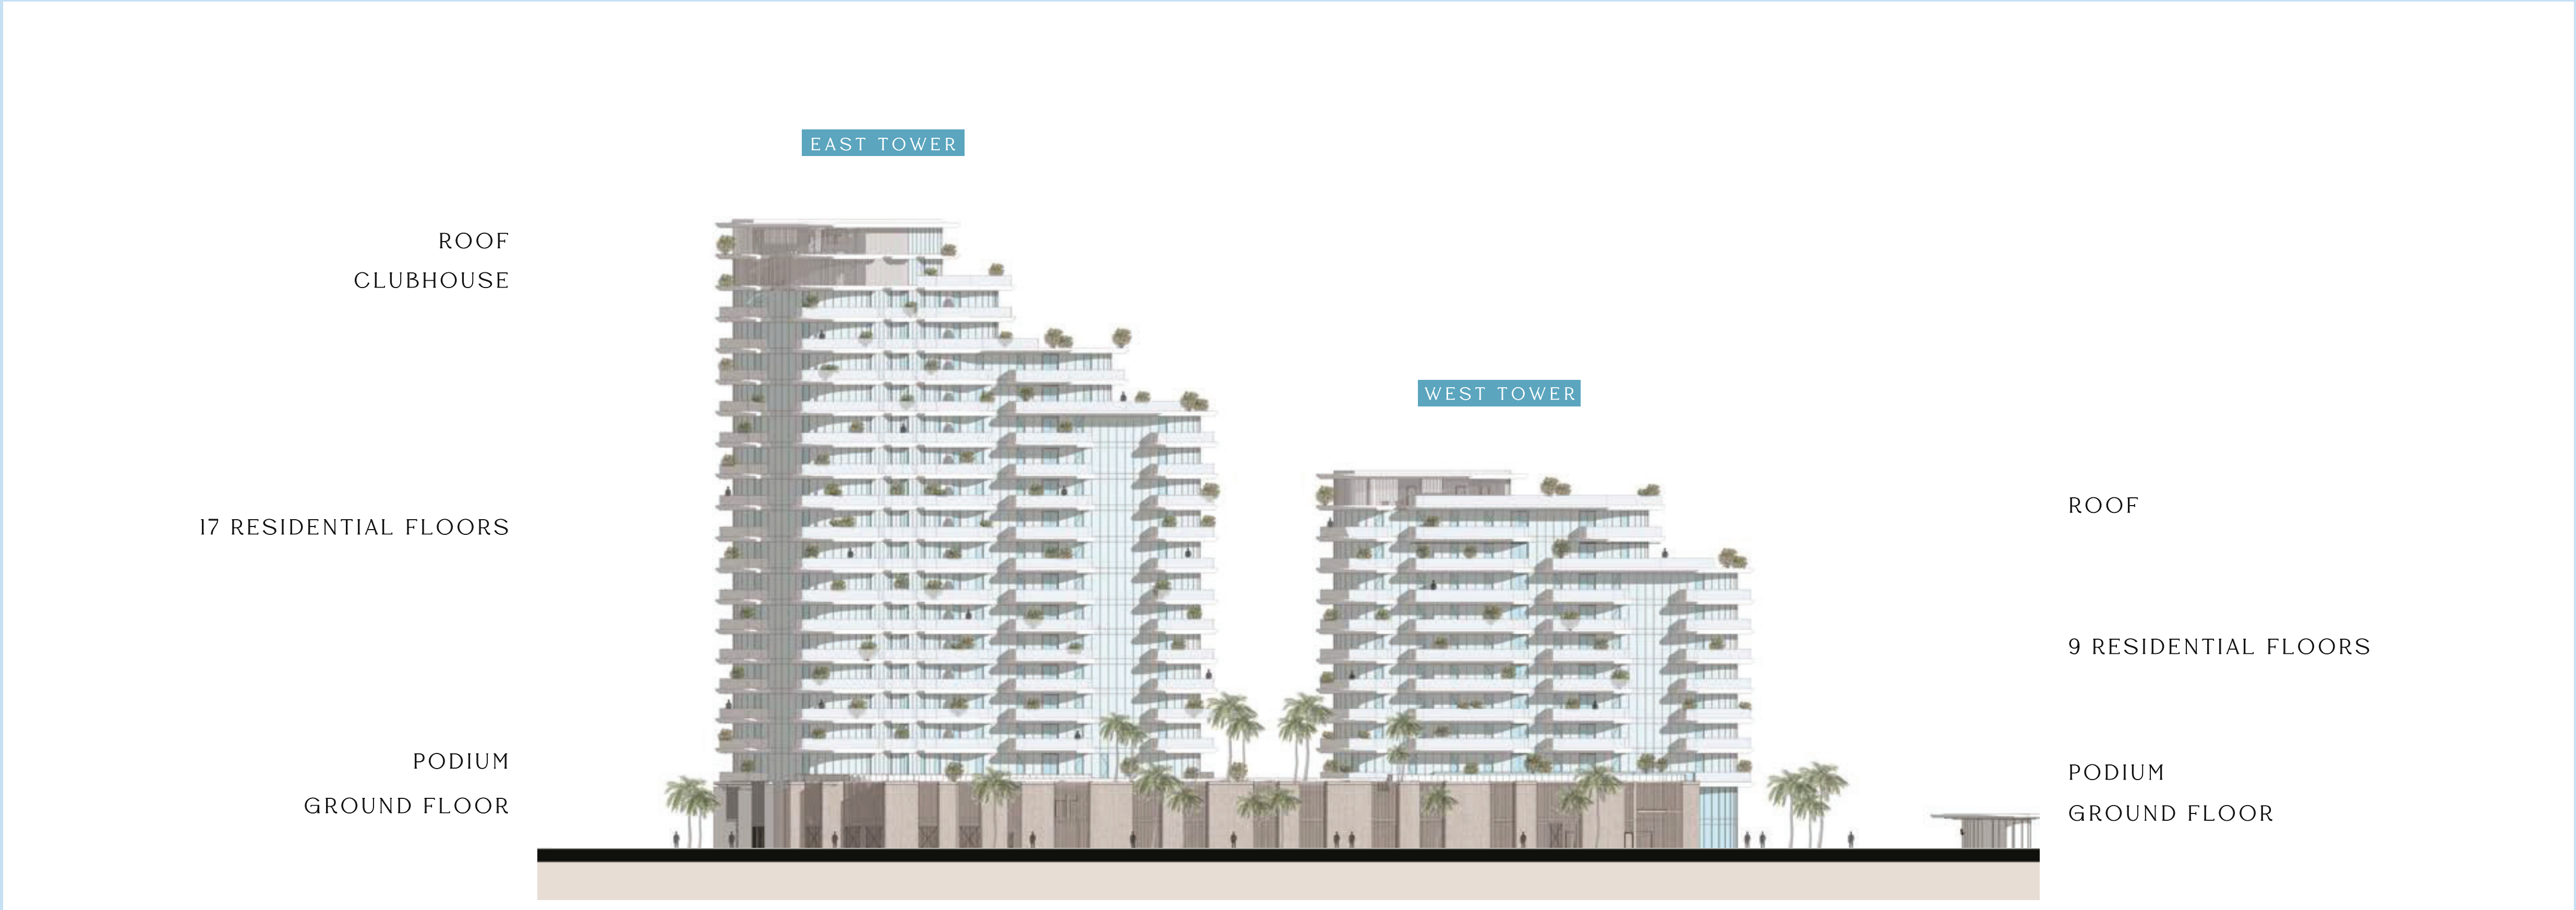 EAST TOWER
ROOF
CLUBHOUSE
17 RESIDENTIAL FLOORS
PODIUM
GROUND FLOOR
WEST TOWER
ROOF
9 RESIDENTIAL FLOORS
PODIUM
GROUND FLOOR